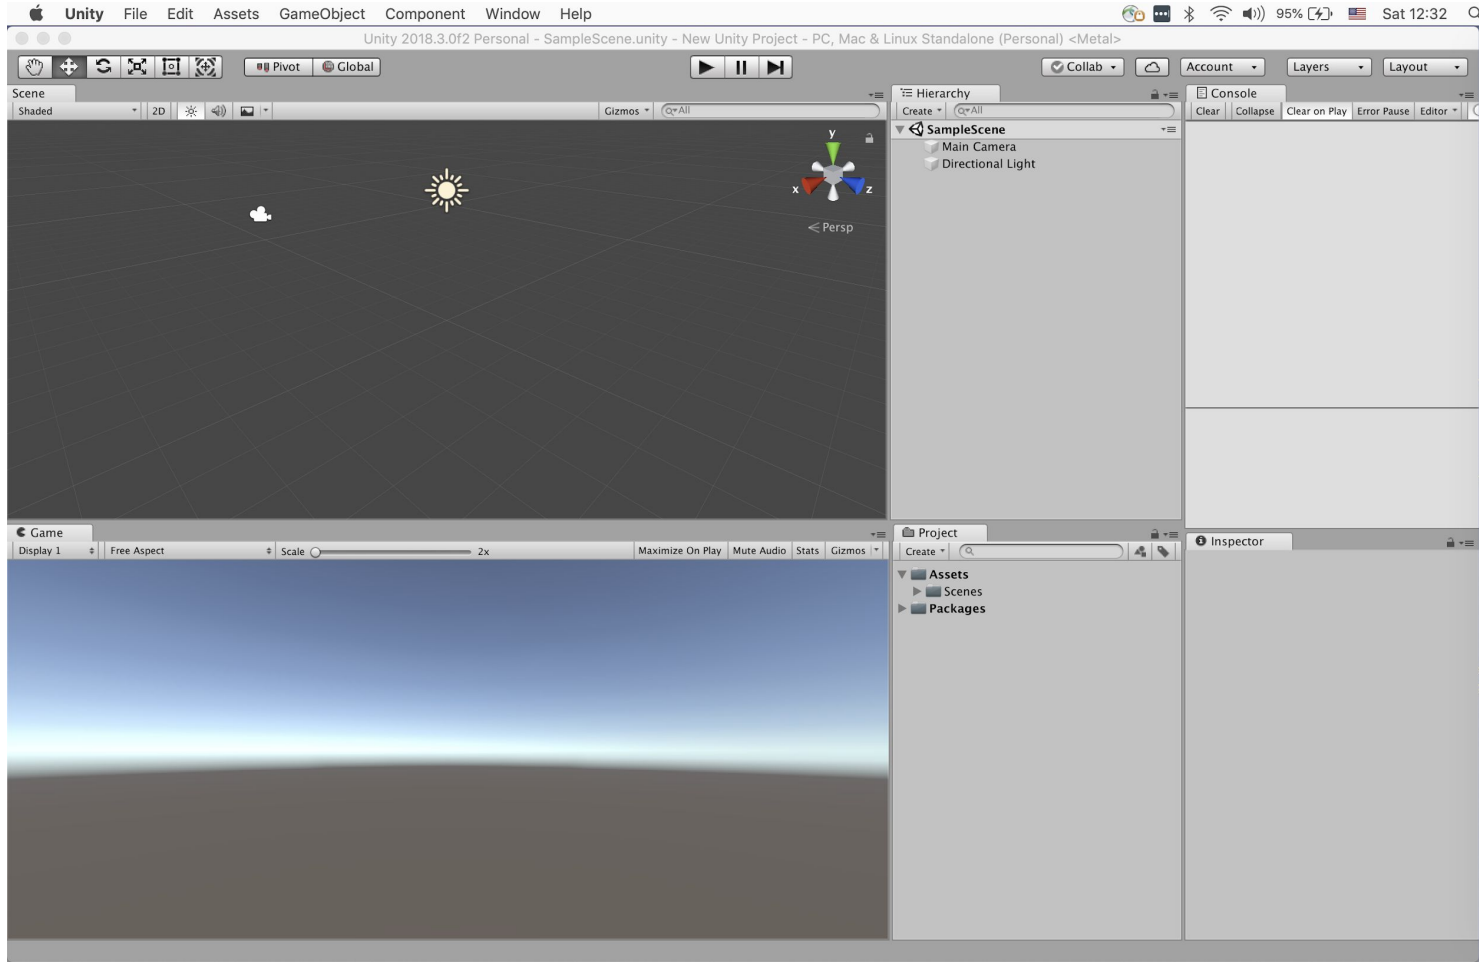 Unity File Edit Assets GameObject Component Window Help 95% Sat 12:32
Unity 2018.3.0f2 Personal - SampleScene.unity - New Unity Project - PC, Mac & Linux Standalone (Personal) <Metal>
Pivot Global Collab Account Layers Layout
Scene
Shaded 2D Gizmos All
y
x z
Persp
Hierarchy
Create All
SampleScene
Main Camera
Directional Light
Console
Clear Collapse Clear on Play Error Pause Editor
Game
Display 1 Free Aspect Scale 2x Maximize On Play Mute Audio Stats Gizmos
Project
Create
Assets
Scenes
Packages
Inspector